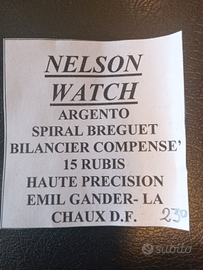 NELSON
WATCH
ARGENTO
SPIRAL BREGUET
BILANCIER COMPENSE'
15 RUBIS
HAUTE PRECISION
EMIL GANDER- LA
CHAUX D.F. 230
subito